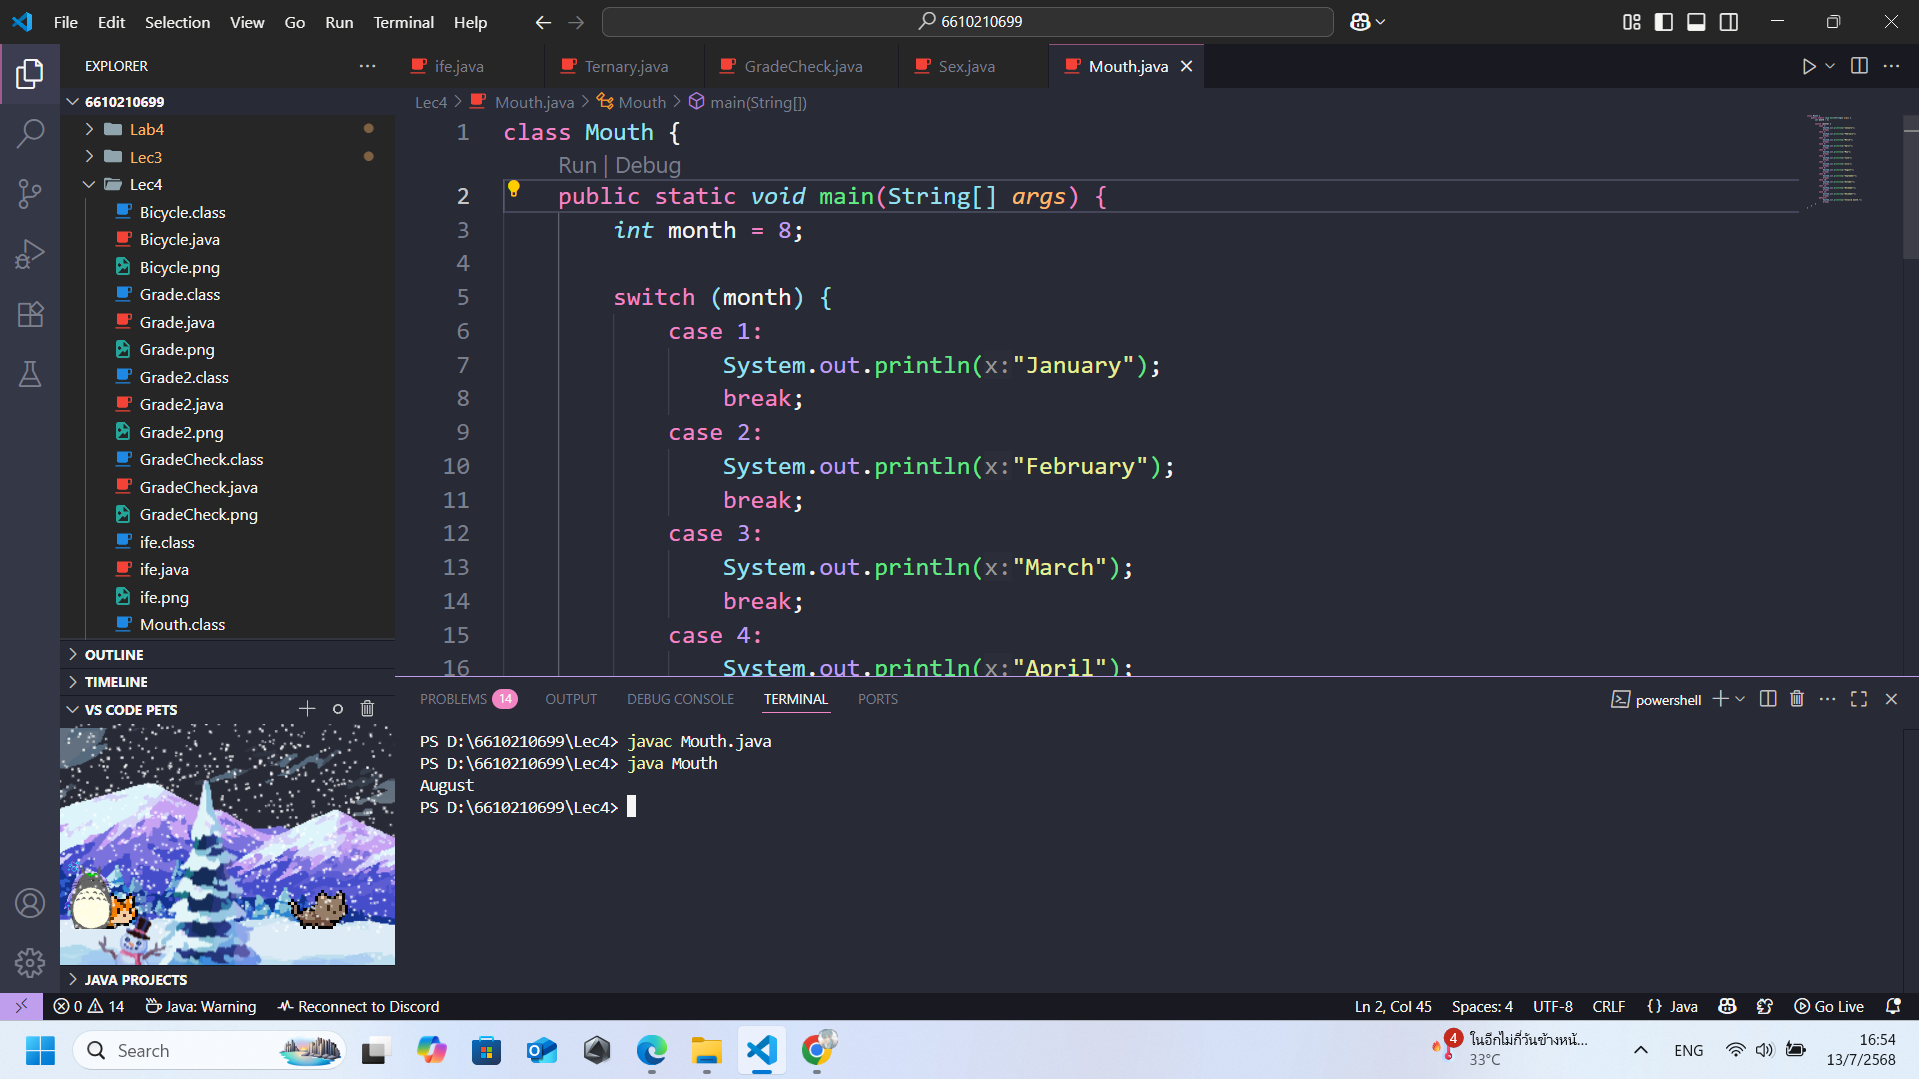 File Edit Selection View Go Run Terminal Help
6610210699
EXPLORER
6610210699
Lab4
Lec3
Lec4
Bicycle.class
Bicycle.java
Bicycle.png
Grade.class
Grade.java
Grade.png
Grade2.class
Grade2.java
Grade2.png
GradeCheck.class
GradeCheck.java
GradeCheck.png
ife.class
ife.java
ife.png
Mouth.class
OUTLINE
TIMELINE
VS CODE PETS
JAVA PROJECTS
ife.java Ternary.java GradeCheck.java Sex.java Mouth.java
Lec4 > Mouth.java > Mouth > main(String[])
1 class Mouth {
Run | Debug
2 public static void main(String[] args) {
3 int month = 8;
4
5 switch (month) {
6 case 1:
7 System.out.println(x:"January");
8 break;
9 case 2:
10 System.out.println(x:"February");
11 break;
12 case 3:
13 System.out.println(x:"March");
14 break;
15 case 4:
16 System.out.println(x:"April");
PROBLEMS 14 OUTPUT DEBUG CONSOLE TERMINAL PORTS
powershell
PS D:\6610210699\Lec4> javac Mouth.java
PS D:\6610210699\Lec4> java Mouth
August
PS D:\6610210699\Lec4>
0 14 Java: Warning Reconnect to Discord
Ln 2, Col 45 Spaces: 4 UTF-8 CRLF {} Java Go Live
Search
4
ในอีกไม่กี่วันข้างหน้...
33°C
ENG
16:54
13/7/2568